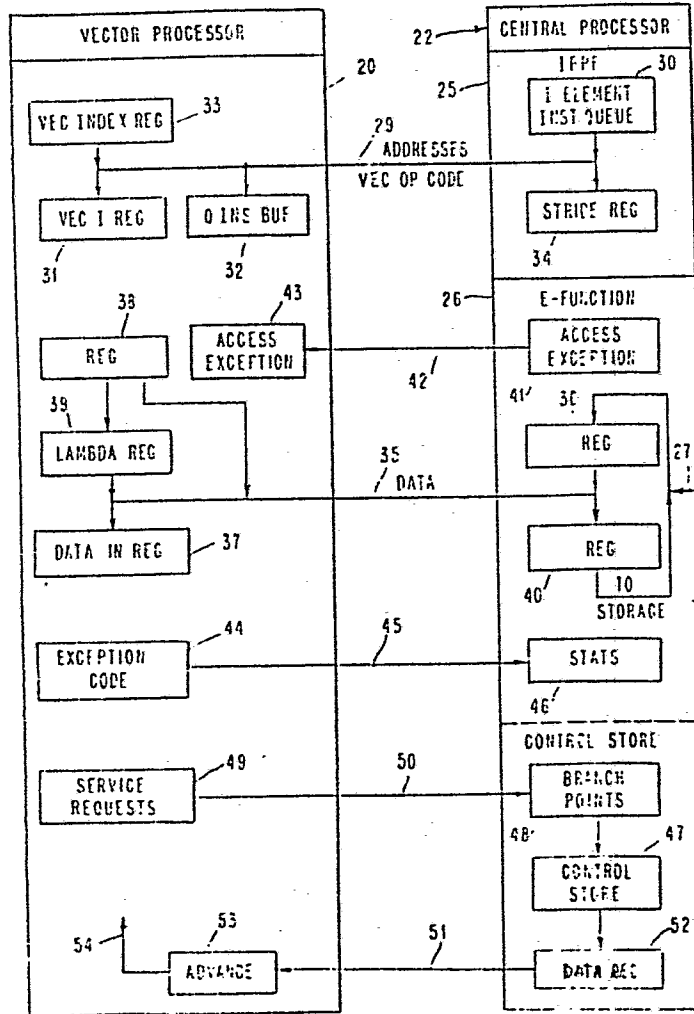 VECTOR PROCESSOR
22
CENTRAL PROCESSOR
20
25
30
I ELEMENT
INST QUEUE
33
VEC INDEX REG
29
ADDRESSES
VEC OP CODE
VEC I REG
31
Q INS BUF
32
STRIDE REG
34
26
E-FUNCTION
38
REG
43
ACCESS
EXCEPTION
42
ACCESS
EXCEPTION
41
REG
39
LAMBDA REG
35
DATA
27
DATA IN REG
37
REG
40
TO
STORAGE
44
EXCEPTION
CODE
45
STATS
46
CONTROL STORE
49
SERVICE
REQUESTS
50
BRANCH
POINTS
48
47
CONTROL
STORE
54
53
ADVANCE
51
52
DATA REG